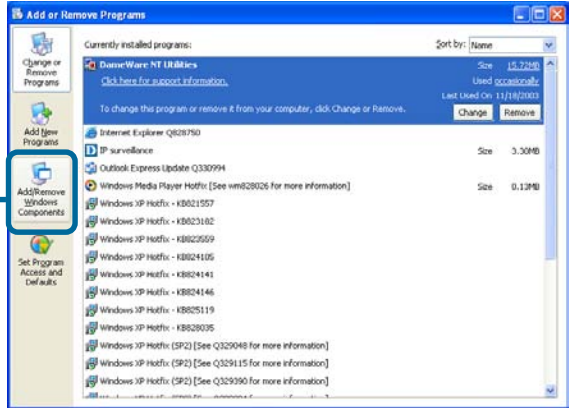 Add or Remove Programs
Change or
Remove
Programs
Add New
Programs
Add/Remove
Windows
Components
Set Program
Access and
Defaults
Currently installed programs:
Sort by: Name
DameWare NT Utilities
Size 15.72MB
Click here for support information.
Used occasionally
Last Used On 11/18/2003
To change this program or remove it from your computer, click Change or Remove.
Change Remove
Internet Explorer Q828750
IP surveillance
Size 3.30MB
Outlook Express Update Q330994
Windows Media Player Hotfix [See wm828026 for more information]
Size 0.13MB
Windows XP Hotfix - KB821557
Windows XP Hotfix - KB823182
Windows XP Hotfix - KB823559
Windows XP Hotfix - KB824105
Windows XP Hotfix - KB824141
Windows XP Hotfix - KB824146
Windows XP Hotfix - KB825119
Windows XP Hotfix - KB828035
Windows XP Hotfix (SP2) [See Q329048 for more information]
Windows XP Hotfix (SP2) [See Q329115 for more information]
Windows XP Hotfix (SP2) [See Q329390 for more information]